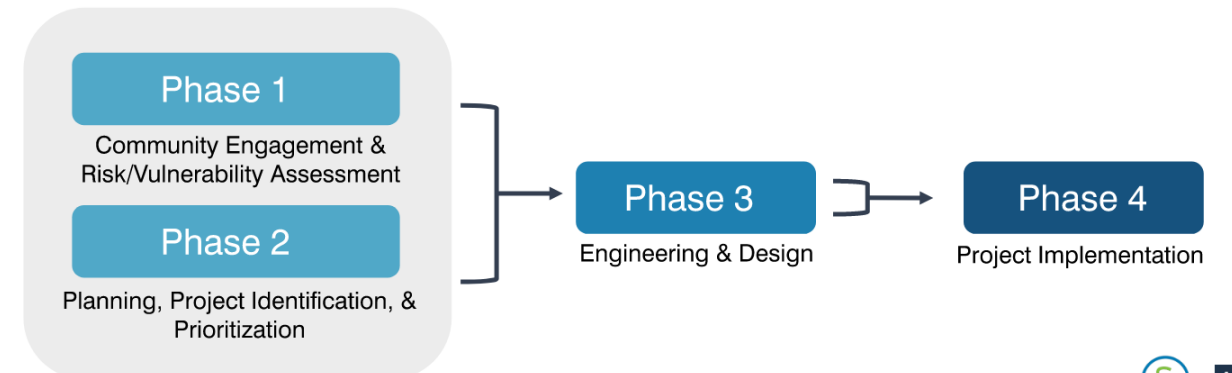 Phase 1
Community Engagement &
Risk/Vulnerability Assessment
Phase 2
Planning, Project Identification, &
Prioritization
Phase 3
Engineering & Design
Phase 4
Project Implementation